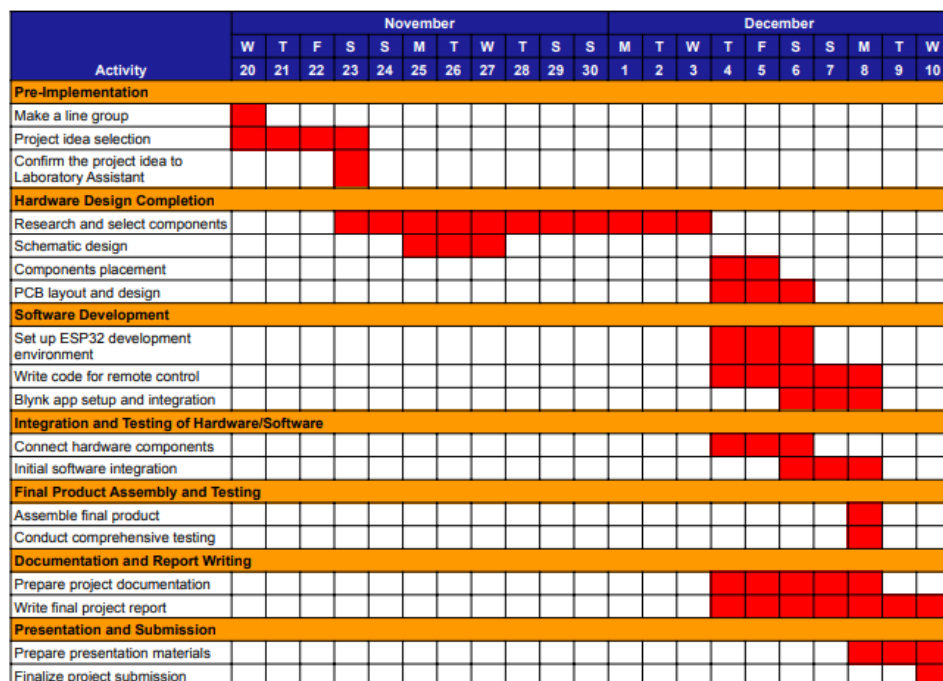 November December
W T F S S M T W T S S M T W T F S S M T W
Activity 20 21 22 23 24 25 26 27 28 29 30 1 2 3 4 5 6 7 8 9 10
Pre-Implementation
Make a line group
Project idea selection
Confirm the project idea to
Laboratory Assistant
Hardware Design Completion
Research and select components
Schematic design
Components placement
PCB layout and design
Software Development
Set up ESP32 development
environment
Write code for remote control
Blynk app setup and integration
Integration and Testing of Hardware/Software
Connect hardware components
Initial software integration
Final Product Assembly and Testing
Assemble final product
Conduct comprehensive testing
Documentation and Report Writing
Prepare project documentation
Write final project report
Presentation and Submission
Prepare presentation materials
Finalize project submission